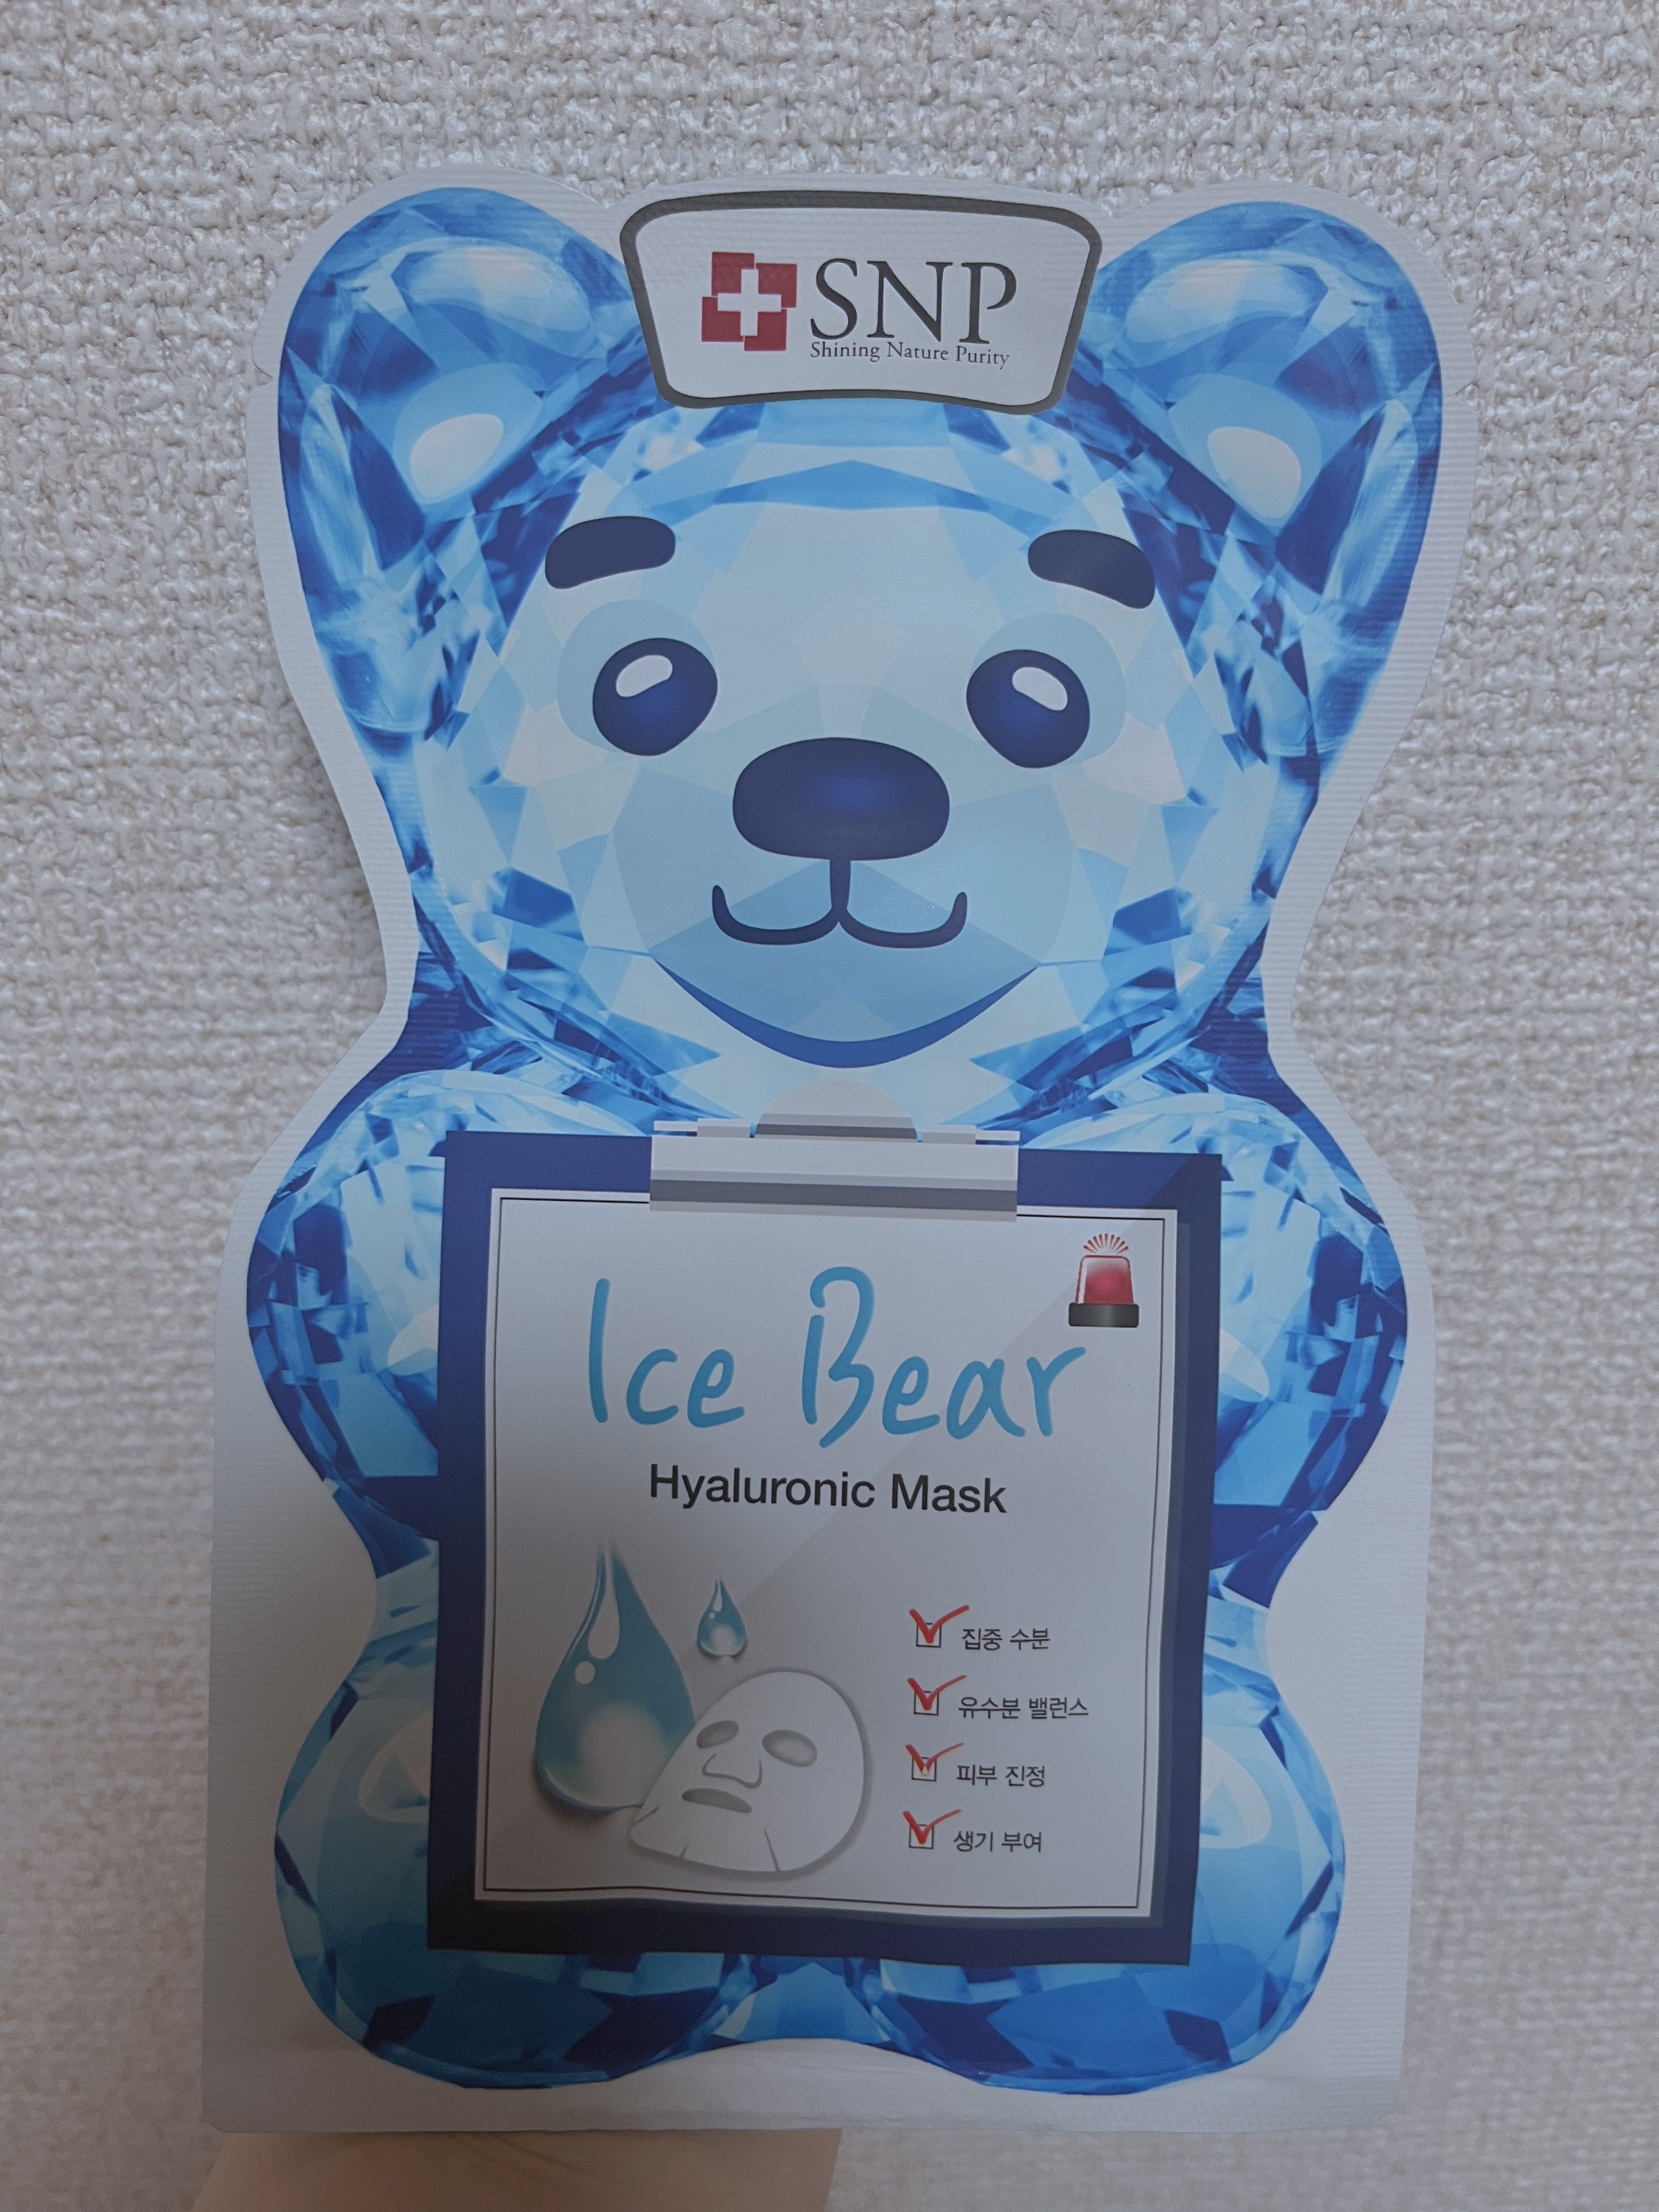 SNP
Shining Nature Purity
Ice Bear
Hyaluronic Mask
집중 수분
유수분 밸런스
피부 진정
생기 부여